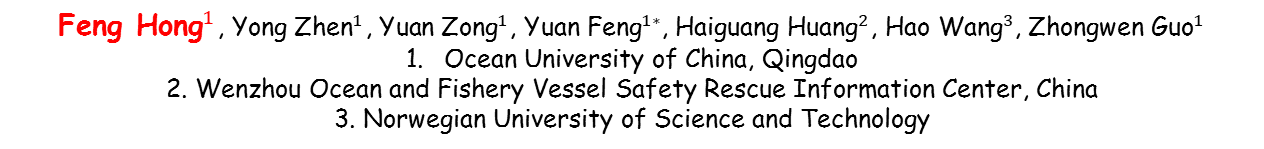 Feng Hong¹ , Yong Zhen¹ , Yuan Zong¹ , Yuan Feng¹* , Haiguang Huang² , Hao Wang³ , Zhongwen Guo¹
1. Ocean University of China, Qingdao
2. Wenzhou Ocean and Fishery Vessel Safety Rescue Information Center, China
3. Norwegian University of Science and Technology